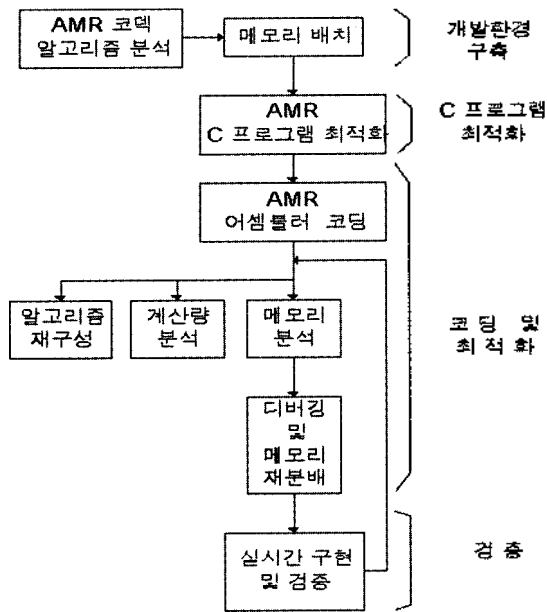 AMR 코덱
알고리즘 분석
메모리 배치
개발환경
구축
AMR
C 프로그램 최적화
C 프로그램
최적화
AMR
어셈블러 코딩
알고리즘
재구성
계산량
분석
메모리
분석
코딩 및
최적화
디버깅
및
메모리
재분배
실시간 구현
및 검증
검증